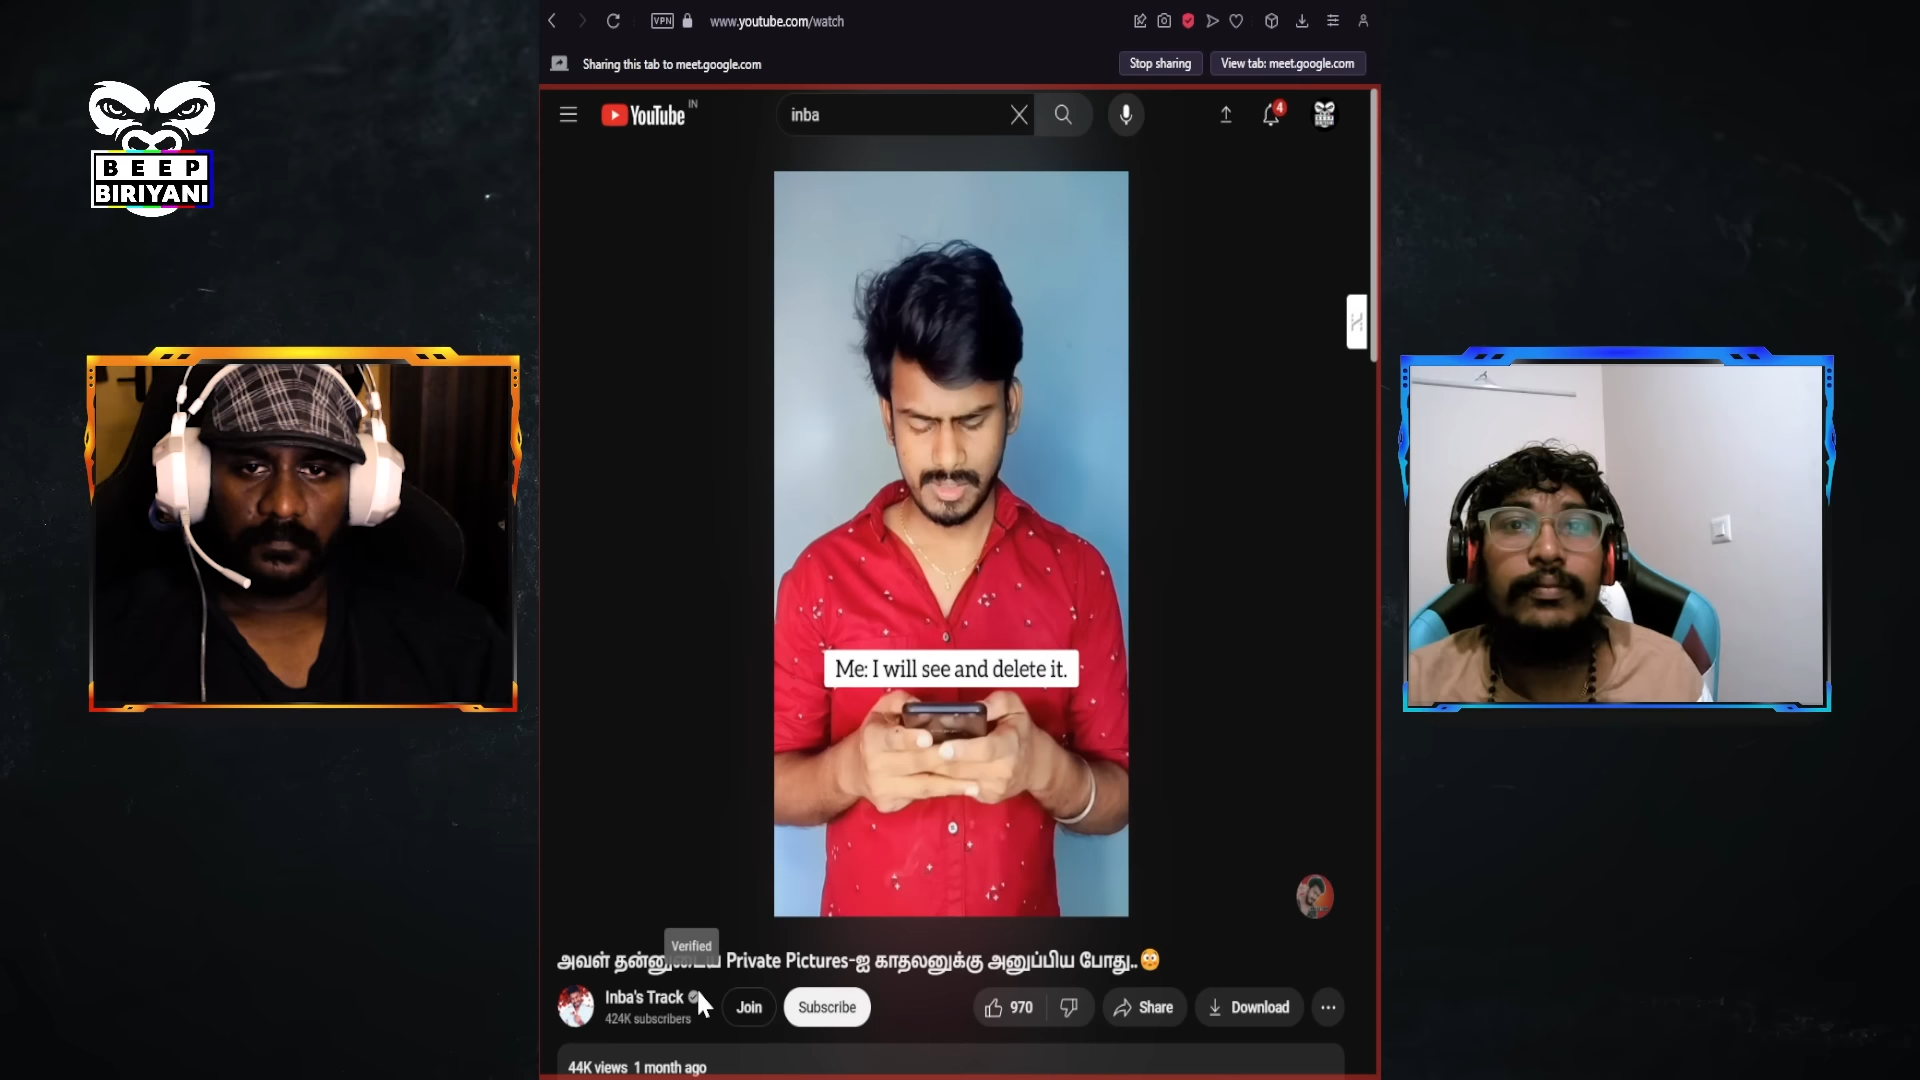 VPN
www.youtube.com/watch
Sharing this tab to meet.google.com
Stop sharing
View tab: meet.google.com
BEEP
BIRIYANI
YouTube IN
inba
4
Me: I will see and delete it.
Verified
அவள் தன்னுடைய Private Pictures-ஐ காதலனுக்கு அனுப்பிய போது..😳
Inba's Track
424K subscribers
Join
Subscribe
970
Share
Download
44K views 1 month ago